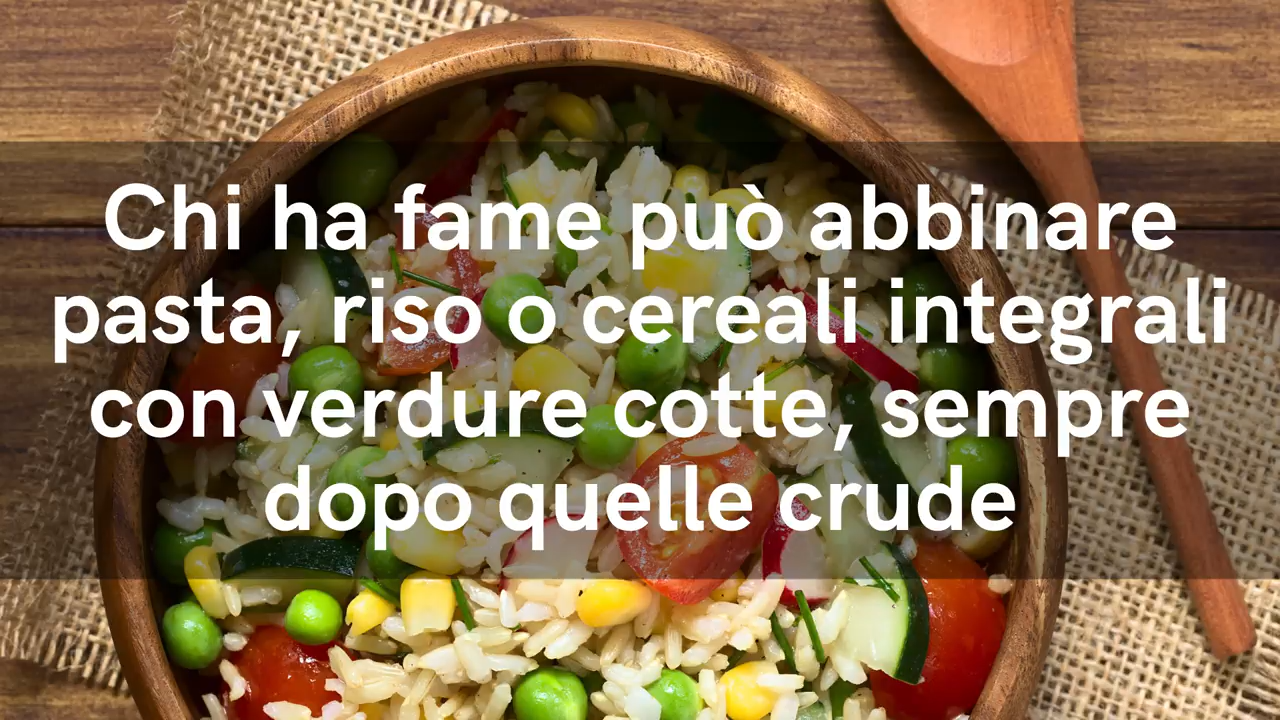 Chi ha fame può abbinare
pasta, riso o cereali integrali
con verdure cotte, sempre
dopo quelle crude